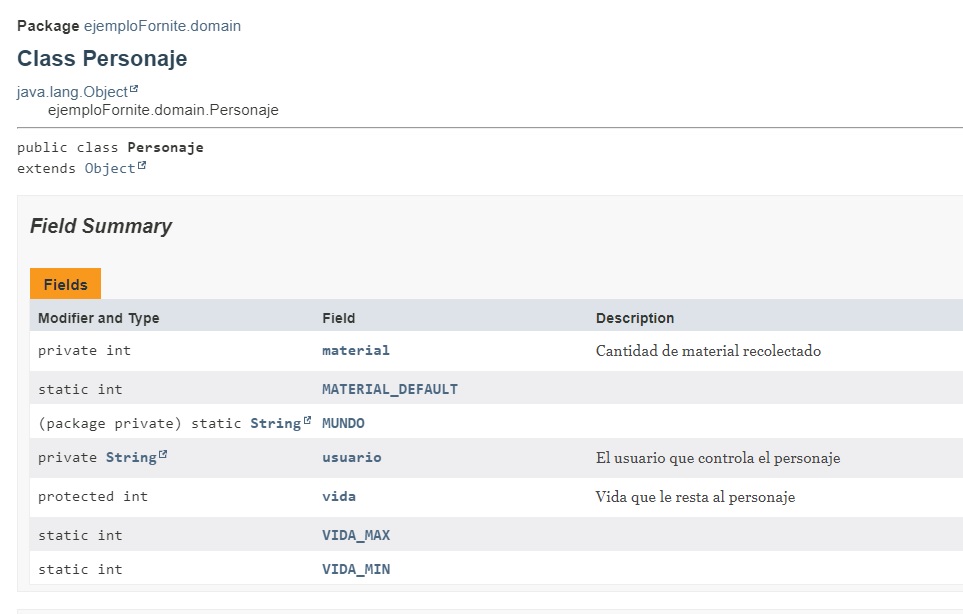 Package ejemploFornite.domain
Class Personaje
java.lang.Object
ejemploFornite.domain.Personaje
public class Personaje
extends Object
Field Summary
Fields
Modifier and Type Field Description
private int material Cantidad de material recolectado
static int MATERIAL_DEFAULT
(package private) static String MUNDO
private String usuario El usuario que controla el personaje
protected int vida Vida que le resta al personaje
static int VIDA_MAX
static int VIDA_MIN